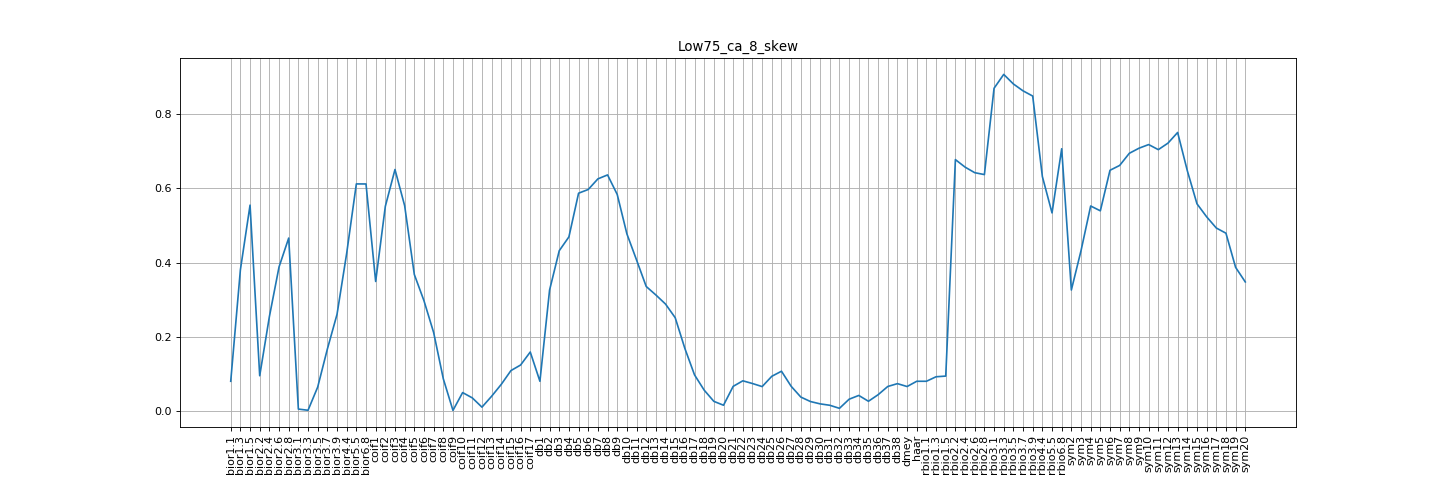 Low75_ca_8_skew
0.8
0.6
0.4
0.2
0.0
bior1.1
bior1.3
bior1.5
bior2.2
bior2.4
bior2.6
bior2.8
bior3.1
bior3.3
bior3.5
bior3.7
bior3.9
bior4.4
bior5.5
bior6.8
coif1
coif2
coif3
coif4
coif5
coif6
coif7
coif8
coif9
coif10
coif11
coif12
coif13
coif14
coif15
coif16
coif17
db1
db2
db3
db4
db5
db6
db7
db8
db9
db10
db11
db12
db13
db14
db15
db16
db17
db18
db19
db20
db21
db22
db23
db24
db25
db26
db27
db28
db29
db30
db31
db32
db33
db34
db35
db36
db37
db38
dmey
haar
rbio1.1
rbio1.3
rbio1.5
rbio2.2
rbio2.4
rbio2.6
rbio2.8
rbio3.1
rbio3.3
rbio3.5
rbio3.7
rbio3.9
rbio4.4
rbio5.5
rbio6.8
sym2
sym3
sym4
sym5
sym6
sym7
sym8
sym9
sym10
sym11
sym12
sym13
sym14
sym15
sym16
sym17
sym18
sym19
sym20